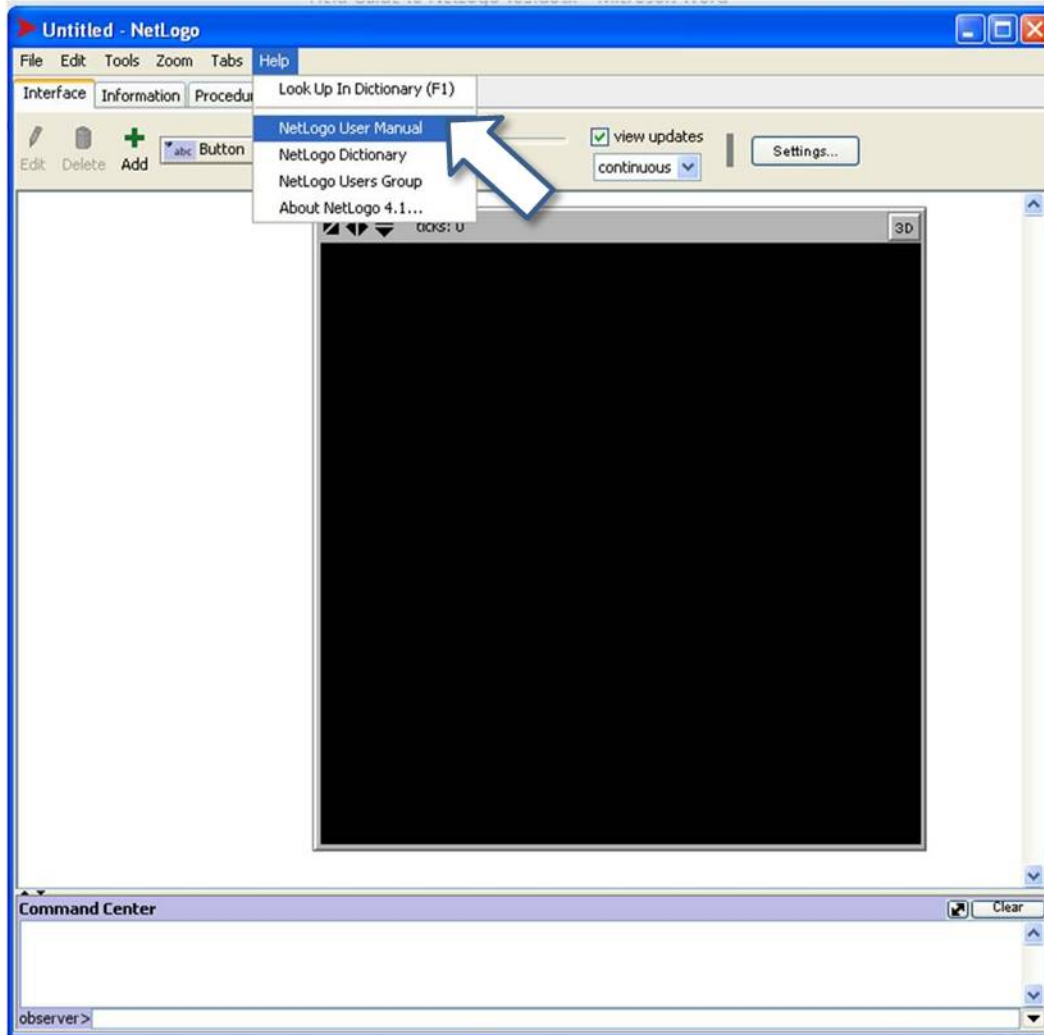 Untitled - NetLogo
File Edit Tools Zoom Tabs Help
Interface Information
Look Up In Dictionary (F1)
NetLogo User Manual
NetLogo Dictionary
NetLogo Users Group
About NetLogo 4.1...
Edit Delete Add abc Button
view updates
continuous
Settings...
ticks: 0
3D
Command Center
Clear
observer>